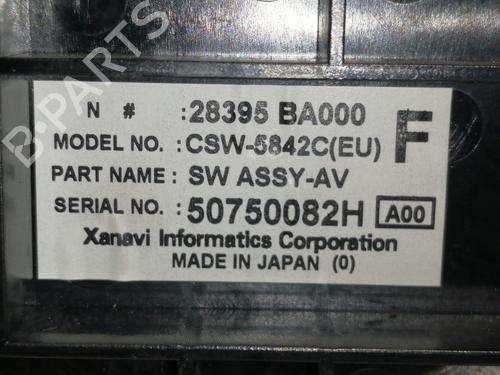 N #  : 28395 BA000
MODEL NO. : CSW-5842C(EU) F
PART NAME : SW ASSY-AV
SERIAL NO. : 50750082H A00
Xanavi Informatics Corporation
MADE IN JAPAN (0)